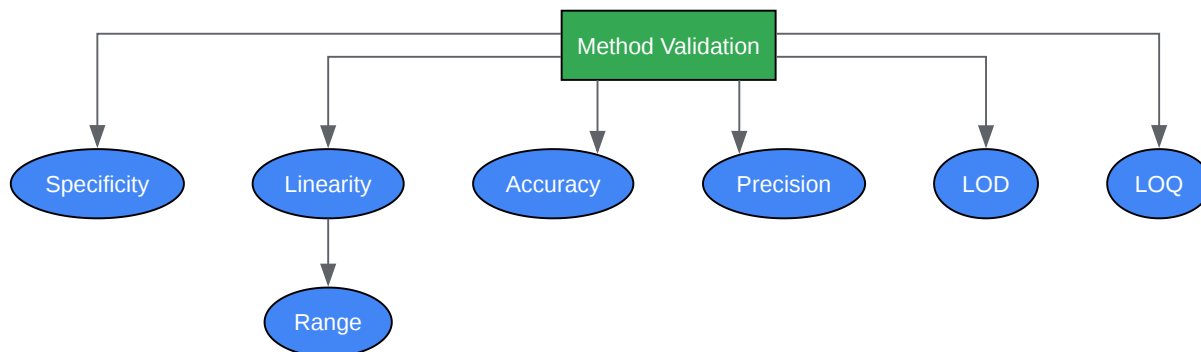 Method Validation
Specificity
Linearity
Accuracy
Precision
LOD
LOQ
Range